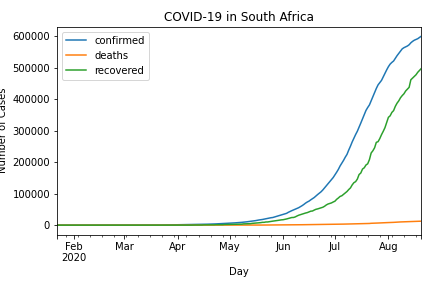 COVID-19 in South Africa
confirmed
deaths
recovered
600000
500000
400000
300000
200000
100000
0
Number of Cases
Feb Mar Apr May Jun Jul Aug
2020
Day